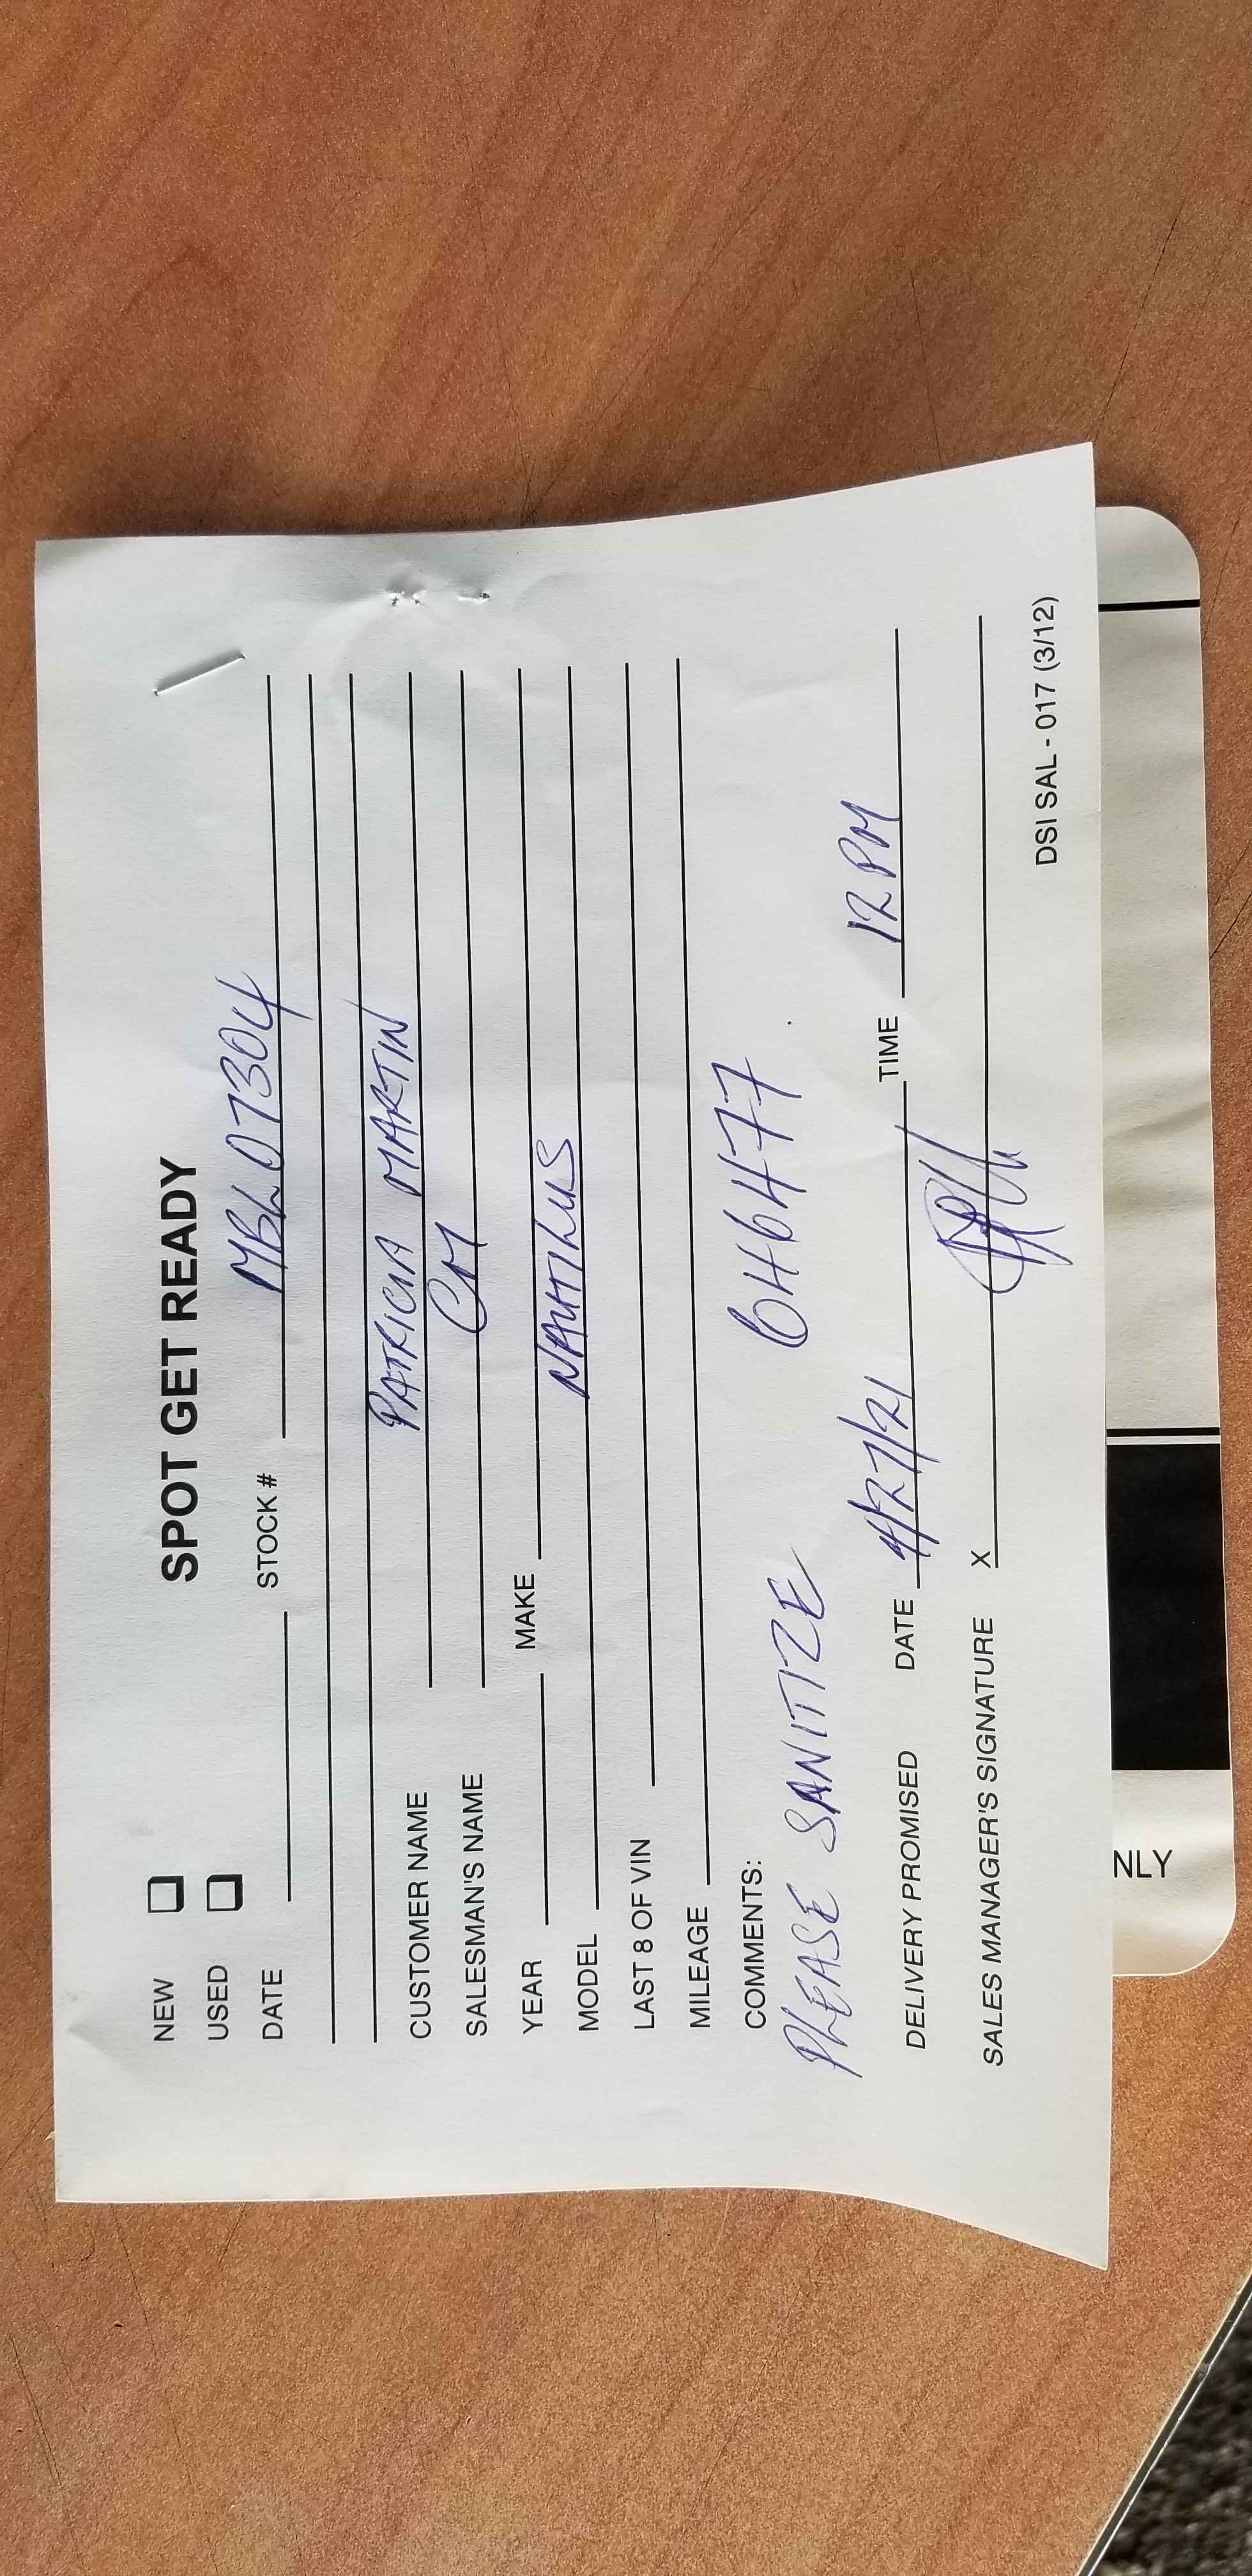 SPOT GET READY
NEW
USED
DATE STOCK # MBL07304
CUSTOMER NAME PATRICIA MARTIN
SALESMAN'S NAME CM
YEAR MAKE
MODEL NAUTILUS
LAST 8 OF VIN
MILEAGE
COMMENTS:
PLEASE SANITIZE 6H6477
DELIVERY PROMISED DATE 4/27/21 TIME 12 PM
SALES MANAGER'S SIGNATURE X
DSI SAL - 017 (3/12)
NLY